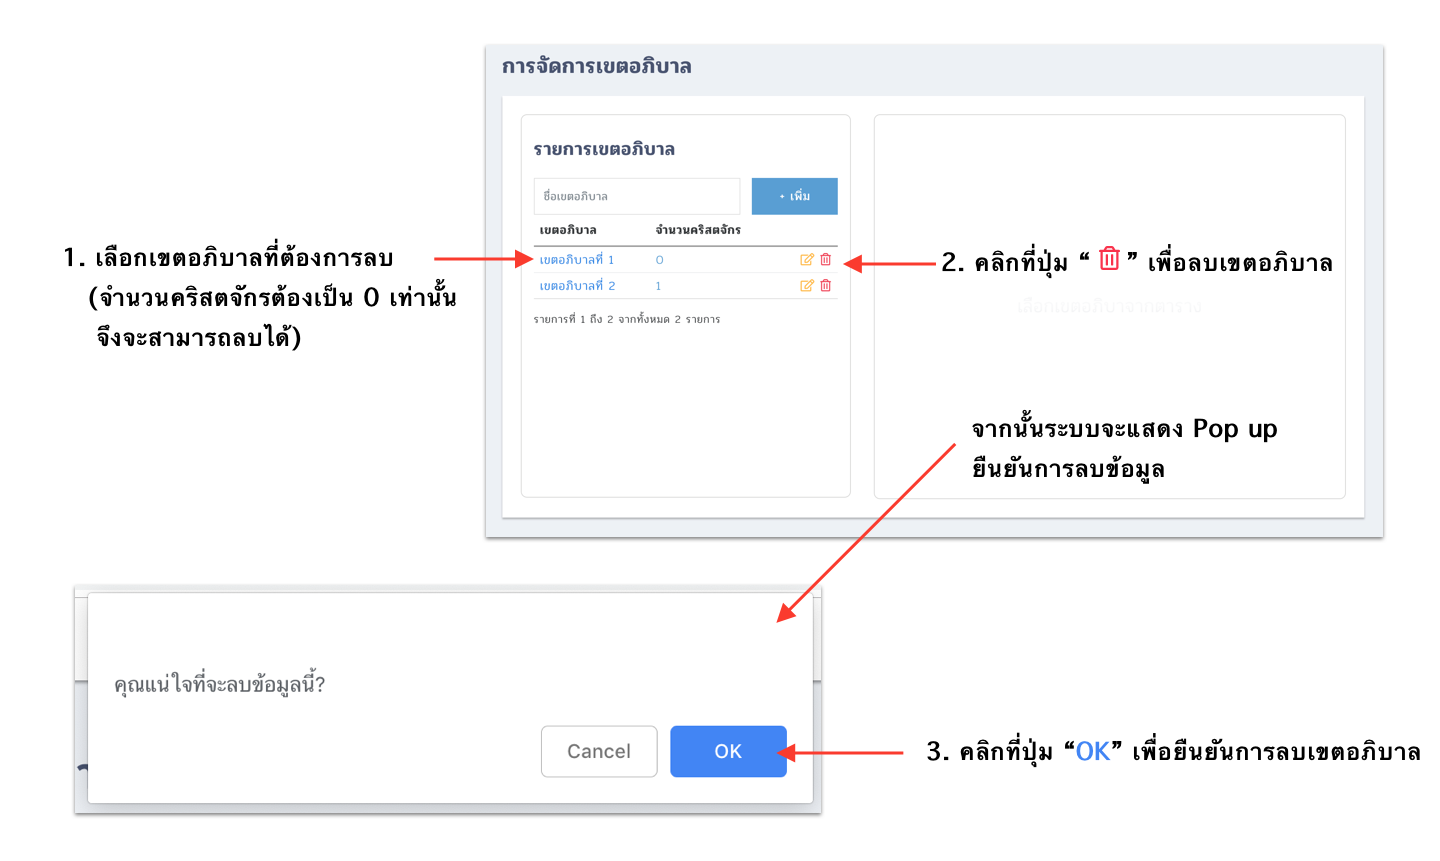 การจัดการเขตอภิบาล
รายการเขตอภิบาล
ชื่อเขตอภิบาล
+ เพิ่ม
เขตอภิบาล จำนวนคริสตจักร
เขตอภิบาลที่ 1 0
เขตอภิบาลที่ 2 1
รายการที่ 1 ถึง 2 จากทั้งหมด 2 รายการ
1. เลือกเขตอภิบาลที่ต้องการลบ
(จำนวนคริสตจักรต้องเป็น 0 เท่านั้น
จึงจะสามารถลบได้)
2. คลิกที่ปุ่ม “ ” เพื่อลบเขตอภิบาล
เลือกเขตอภิบาจากตาราง
จากนั้นระบบจะแสดง Pop up
ยืนยันการลบข้อมูล
คุณแน่ใจที่จะลบข้อมูลนี้?
Cancel
OK
3. คลิกที่ปุ่ม “OK” เพื่อยืนยันการลบเขตอภิบาล